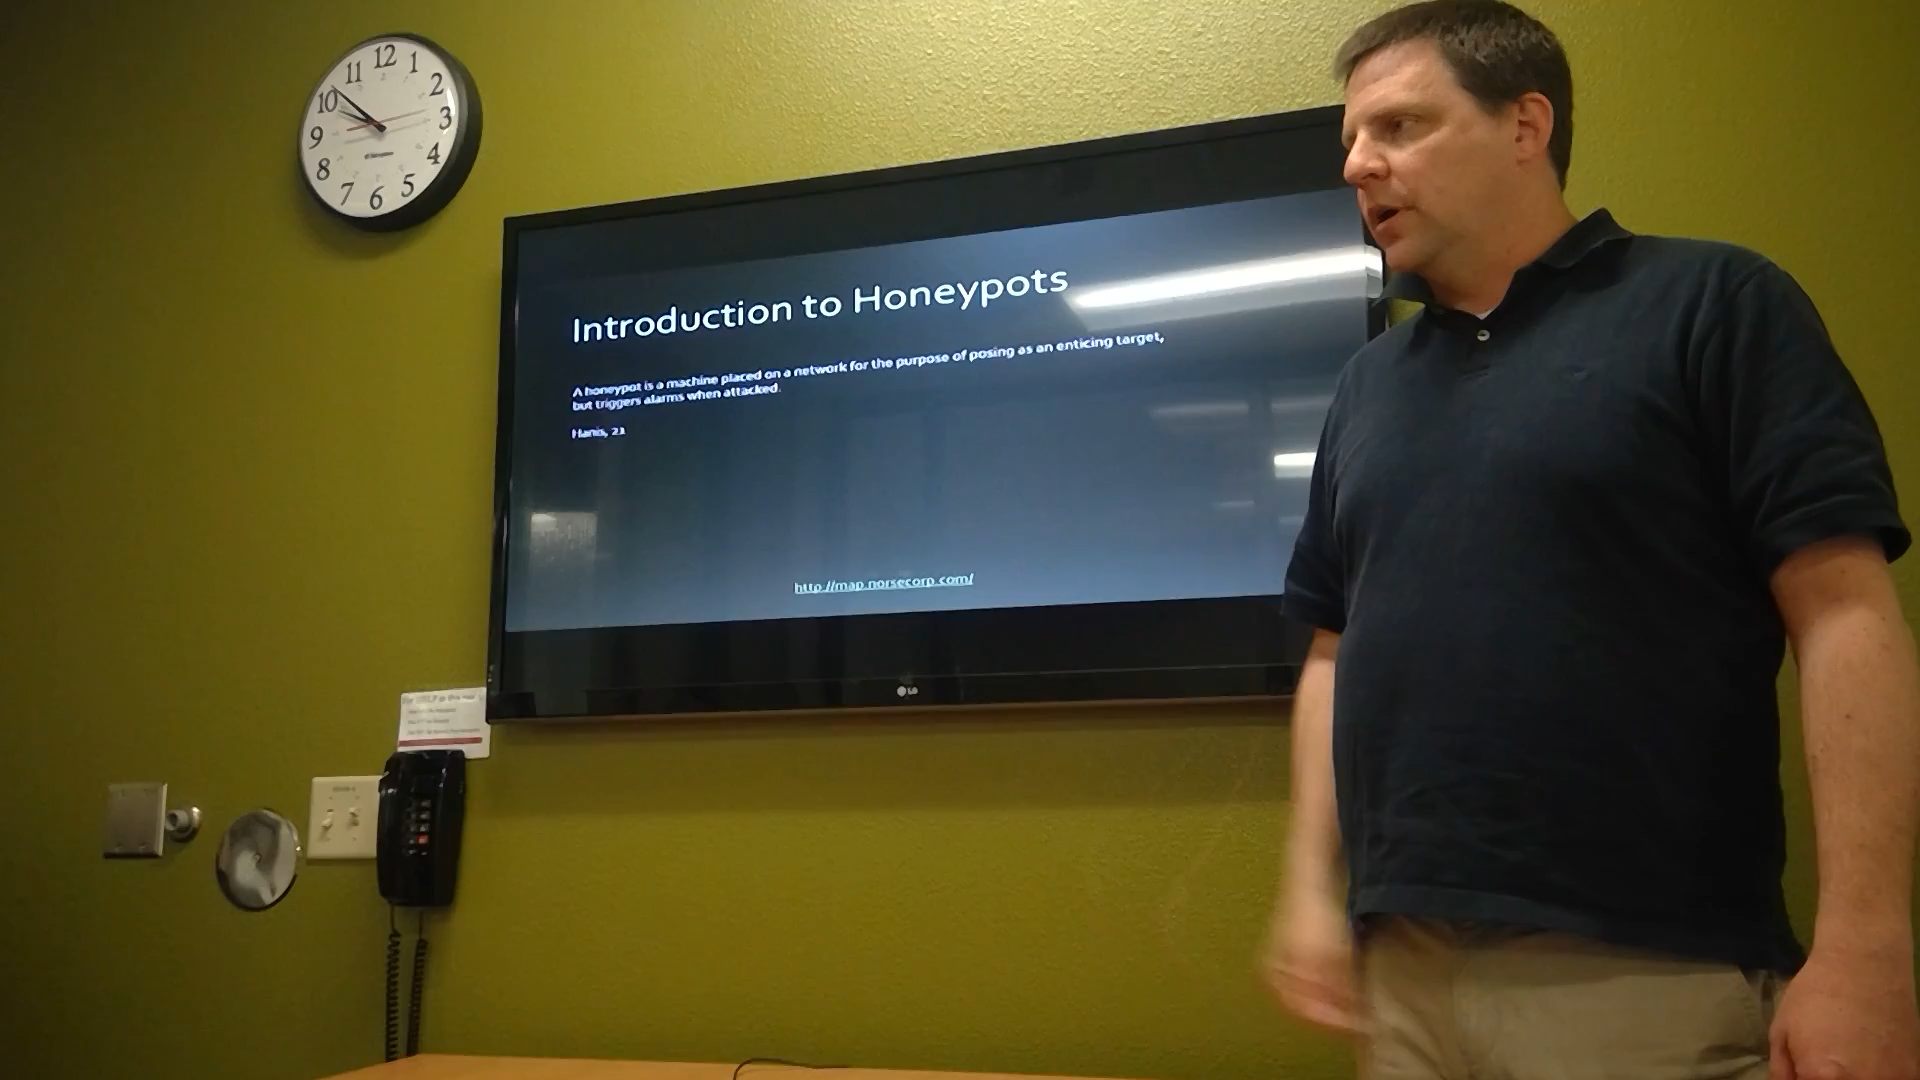 12
1
2
3
4
5
6
7
8
9
10
11
Introduction to Honeypots
A honeypot is a machine placed on a network for the purpose of posing as an enticing target,
but triggers alarms when attacked.
http://map.norsecorp.com/
LG